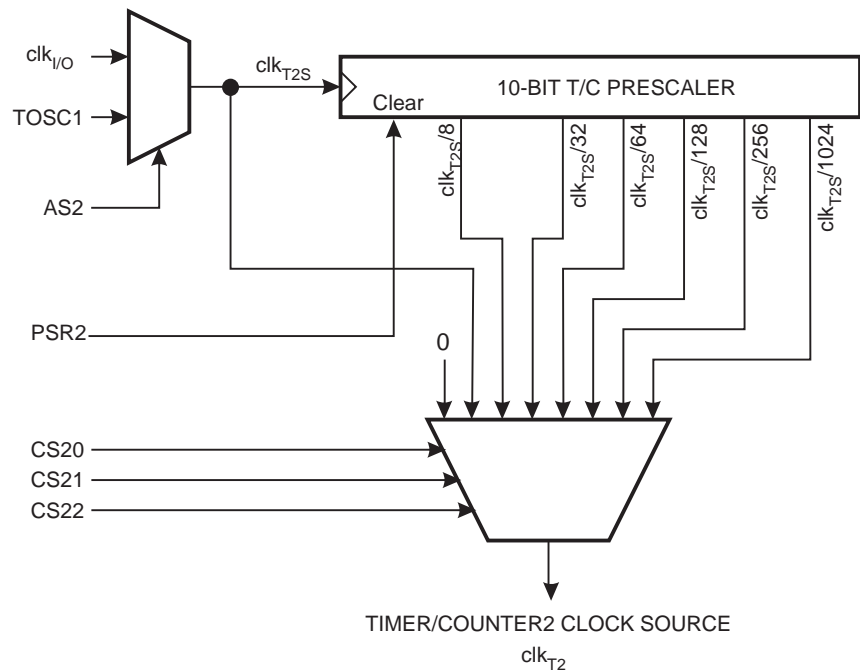 clkI/O
TOSC1
AS2
clkT2S
10-BIT T/C PRESCALER
Clear
clkT2S/8
clkT2S/32
clkT2S/64
clkT2S/128
clkT2S/256
clkT2S/1024
PSR2
0
CS20
CS21
CS22
TIMER/COUNTER2 CLOCK SOURCE
clkT2